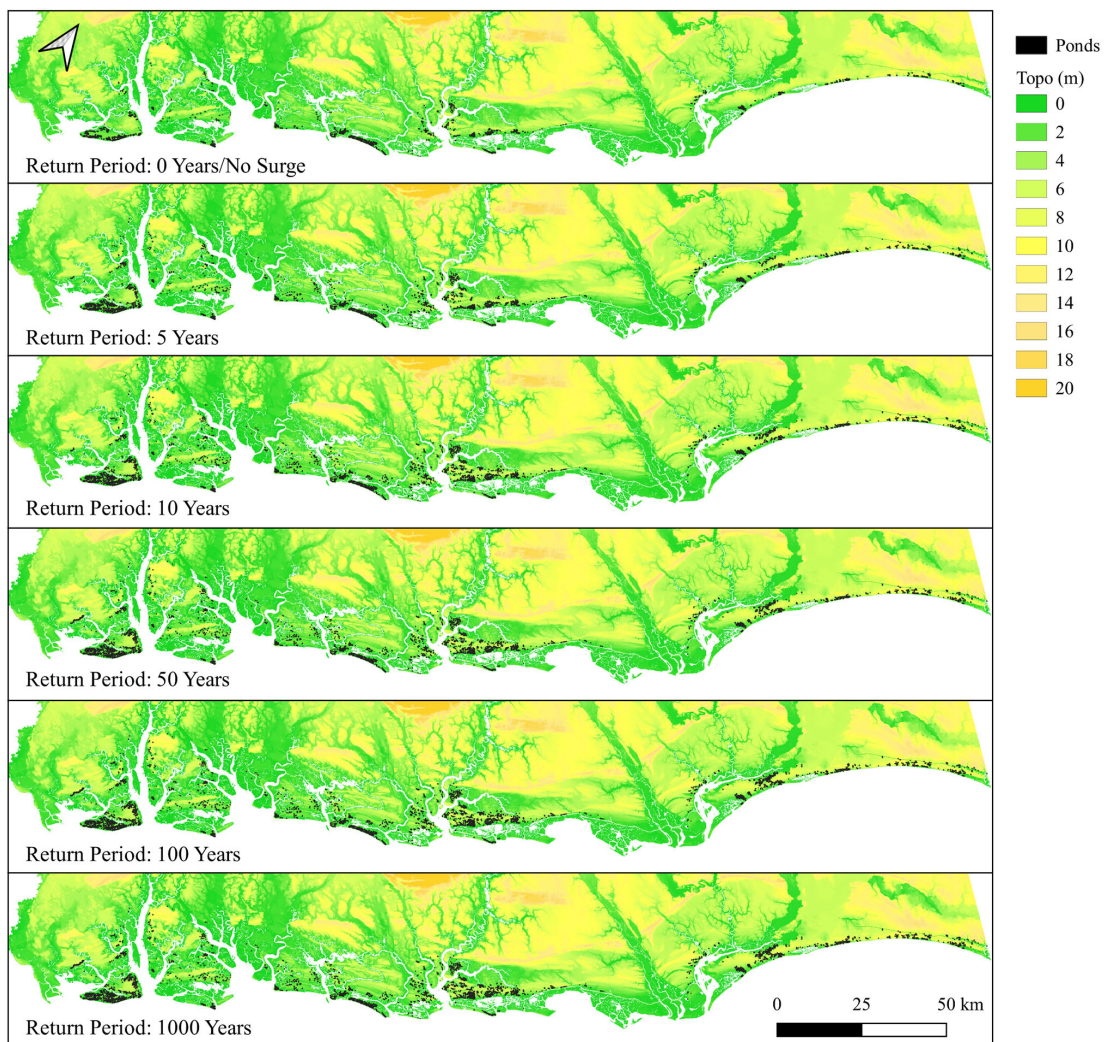 Return Period: 0 Years/No Surge
Return Period: 5 Years
Return Period: 10 Years
Return Period: 50 Years
Return Period: 100 Years
Return Period: 1000 Years
0 25 50 km
Ponds
Topo (m)
0
2
4
6
8
10
12
14
16
18
20